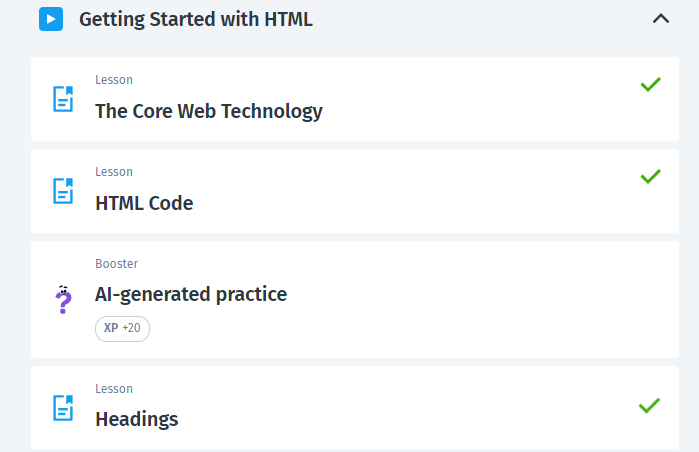 Getting Started with HTML
Lesson
The Core Web Technology
Lesson
HTML Code
Booster
AI-generated practice
XP +20
Lesson
Headings